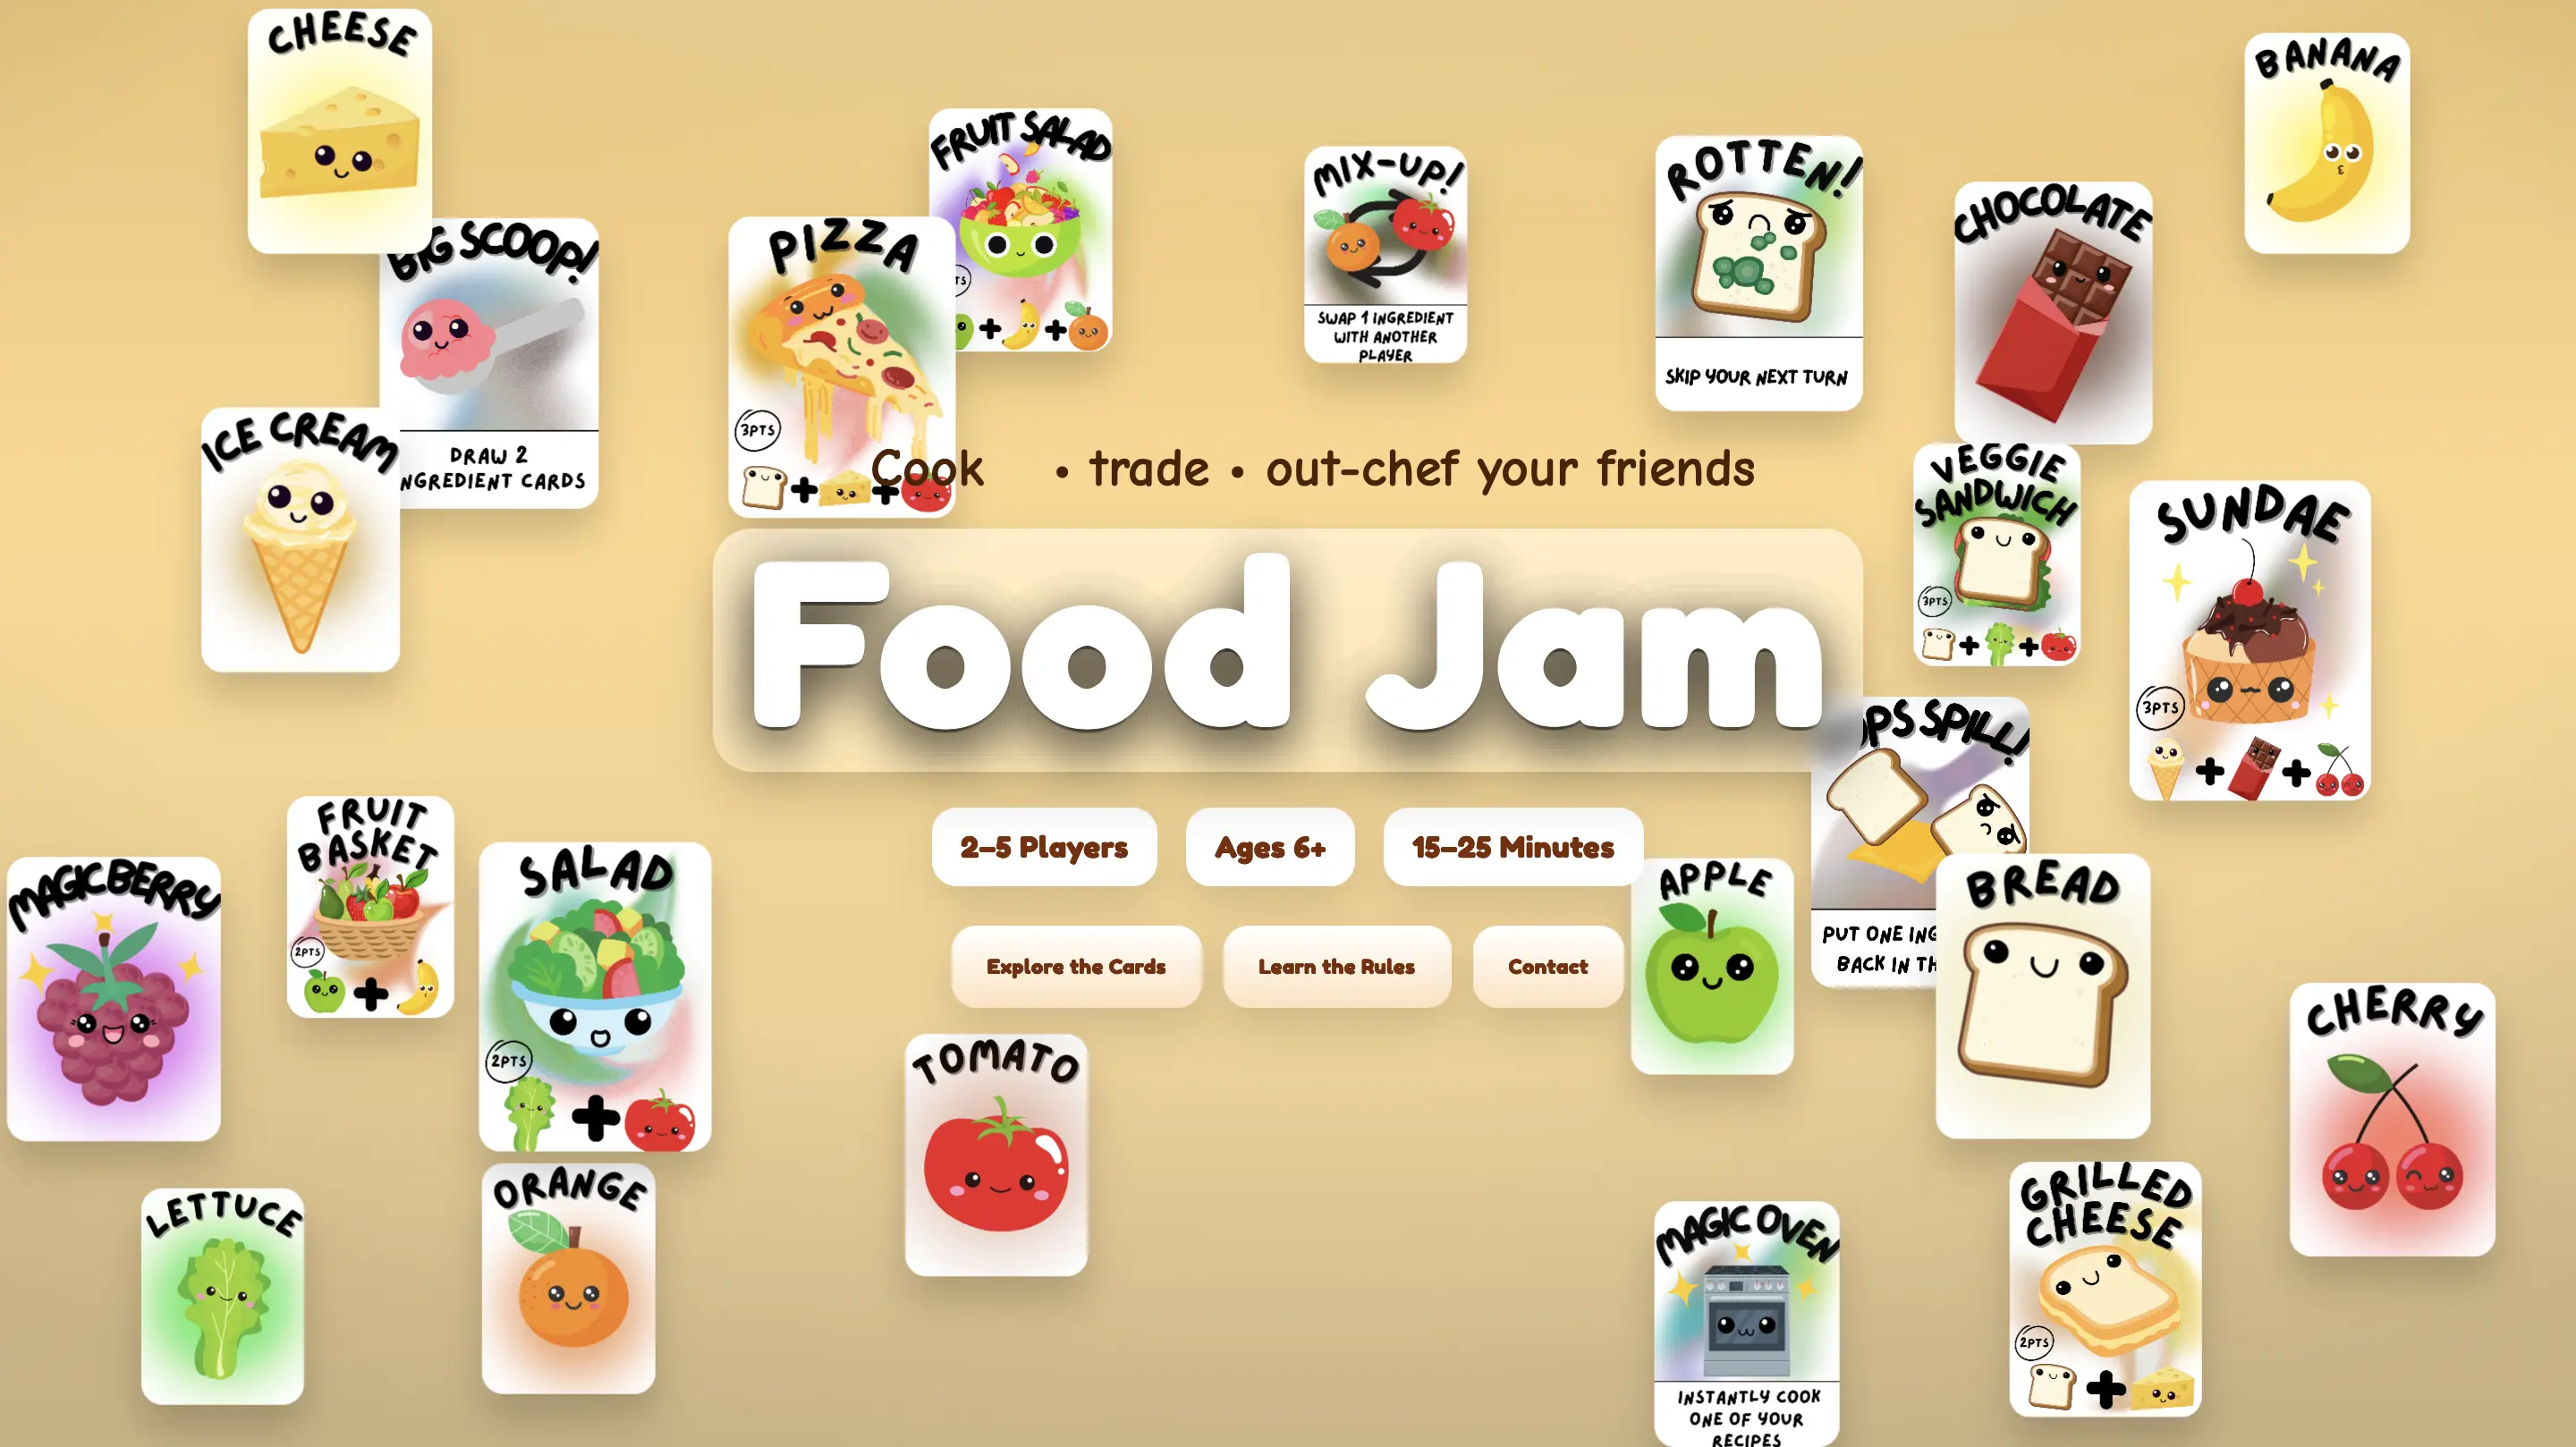 CHEESE
BANANA
FRUIT SALAD
MIX-UP!
SWAP 1 INGREDIENT
WITH ANOTHER
PLAYER
ROTTEN!
SKIP YOUR NEXT TURN
CHOCOLATE
BIG SCOOP!
DRAW 2
INGREDIENT CARDS
PIZZA
3PTS
ICE CREAM
Cook • trade • out-chef your friends
Food Jam
VEGGIE
SANDWICH
3PTS
SUNDAE
3PTS
2–5 Players
Ages 6+
15–25 Minutes
Explore the Cards
Learn the Rules
Contact
SPILL!
PUT ONE
BACK IN
MAGIC BERRY
FRUIT
BASKET
2PTS
SALAD
2PTS
APPLE
BREAD
CHERRY
TOMATO
LETTUCE
ORANGE
MAGIC OVEN
INSTANTLY COOK
ONE OF YOUR
RECIPES
GRILLED
CHEESE
2PTS